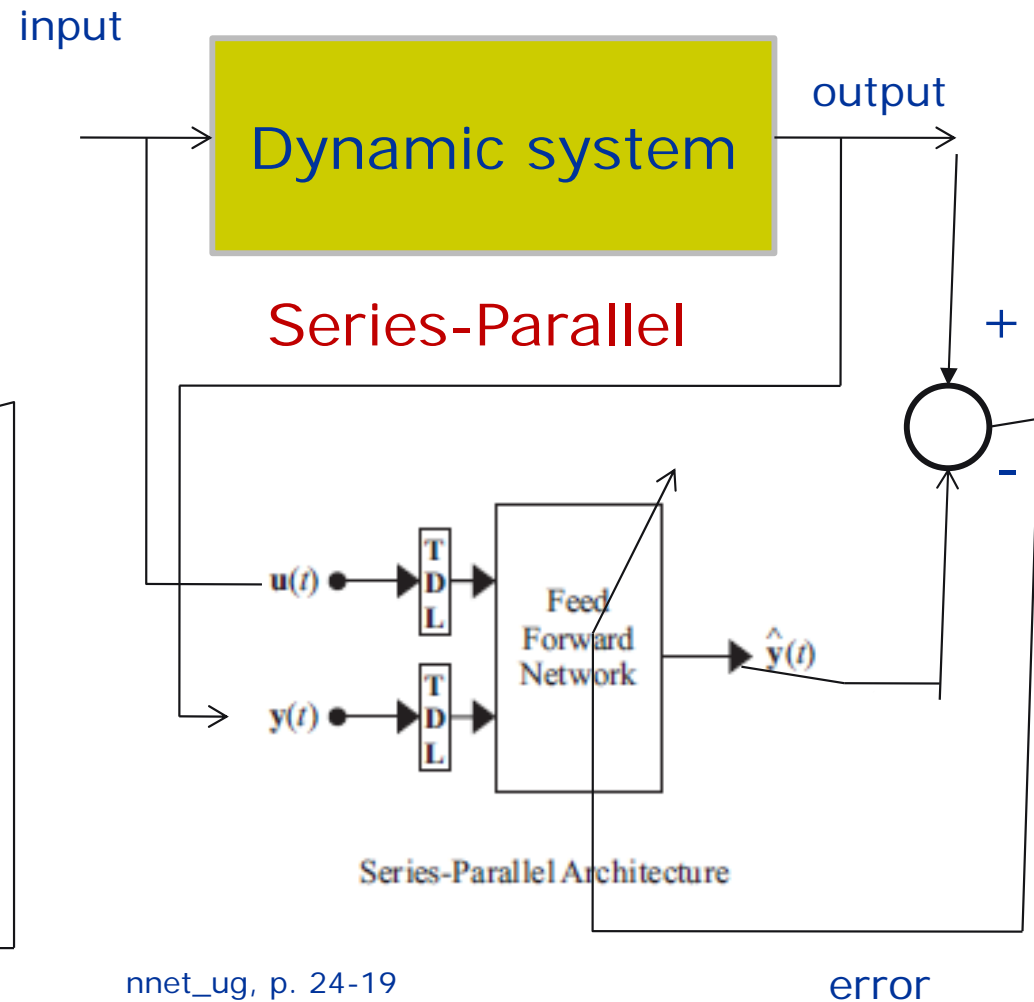 input
output
Dynamic system
Series-Parallel
+
-
u(t)
T
D
L
Feed
Forward
Network
ŷ(t)
y(t)
T
D
L
Series-Parallel Architecture
nnet_ug, p. 24-19
error